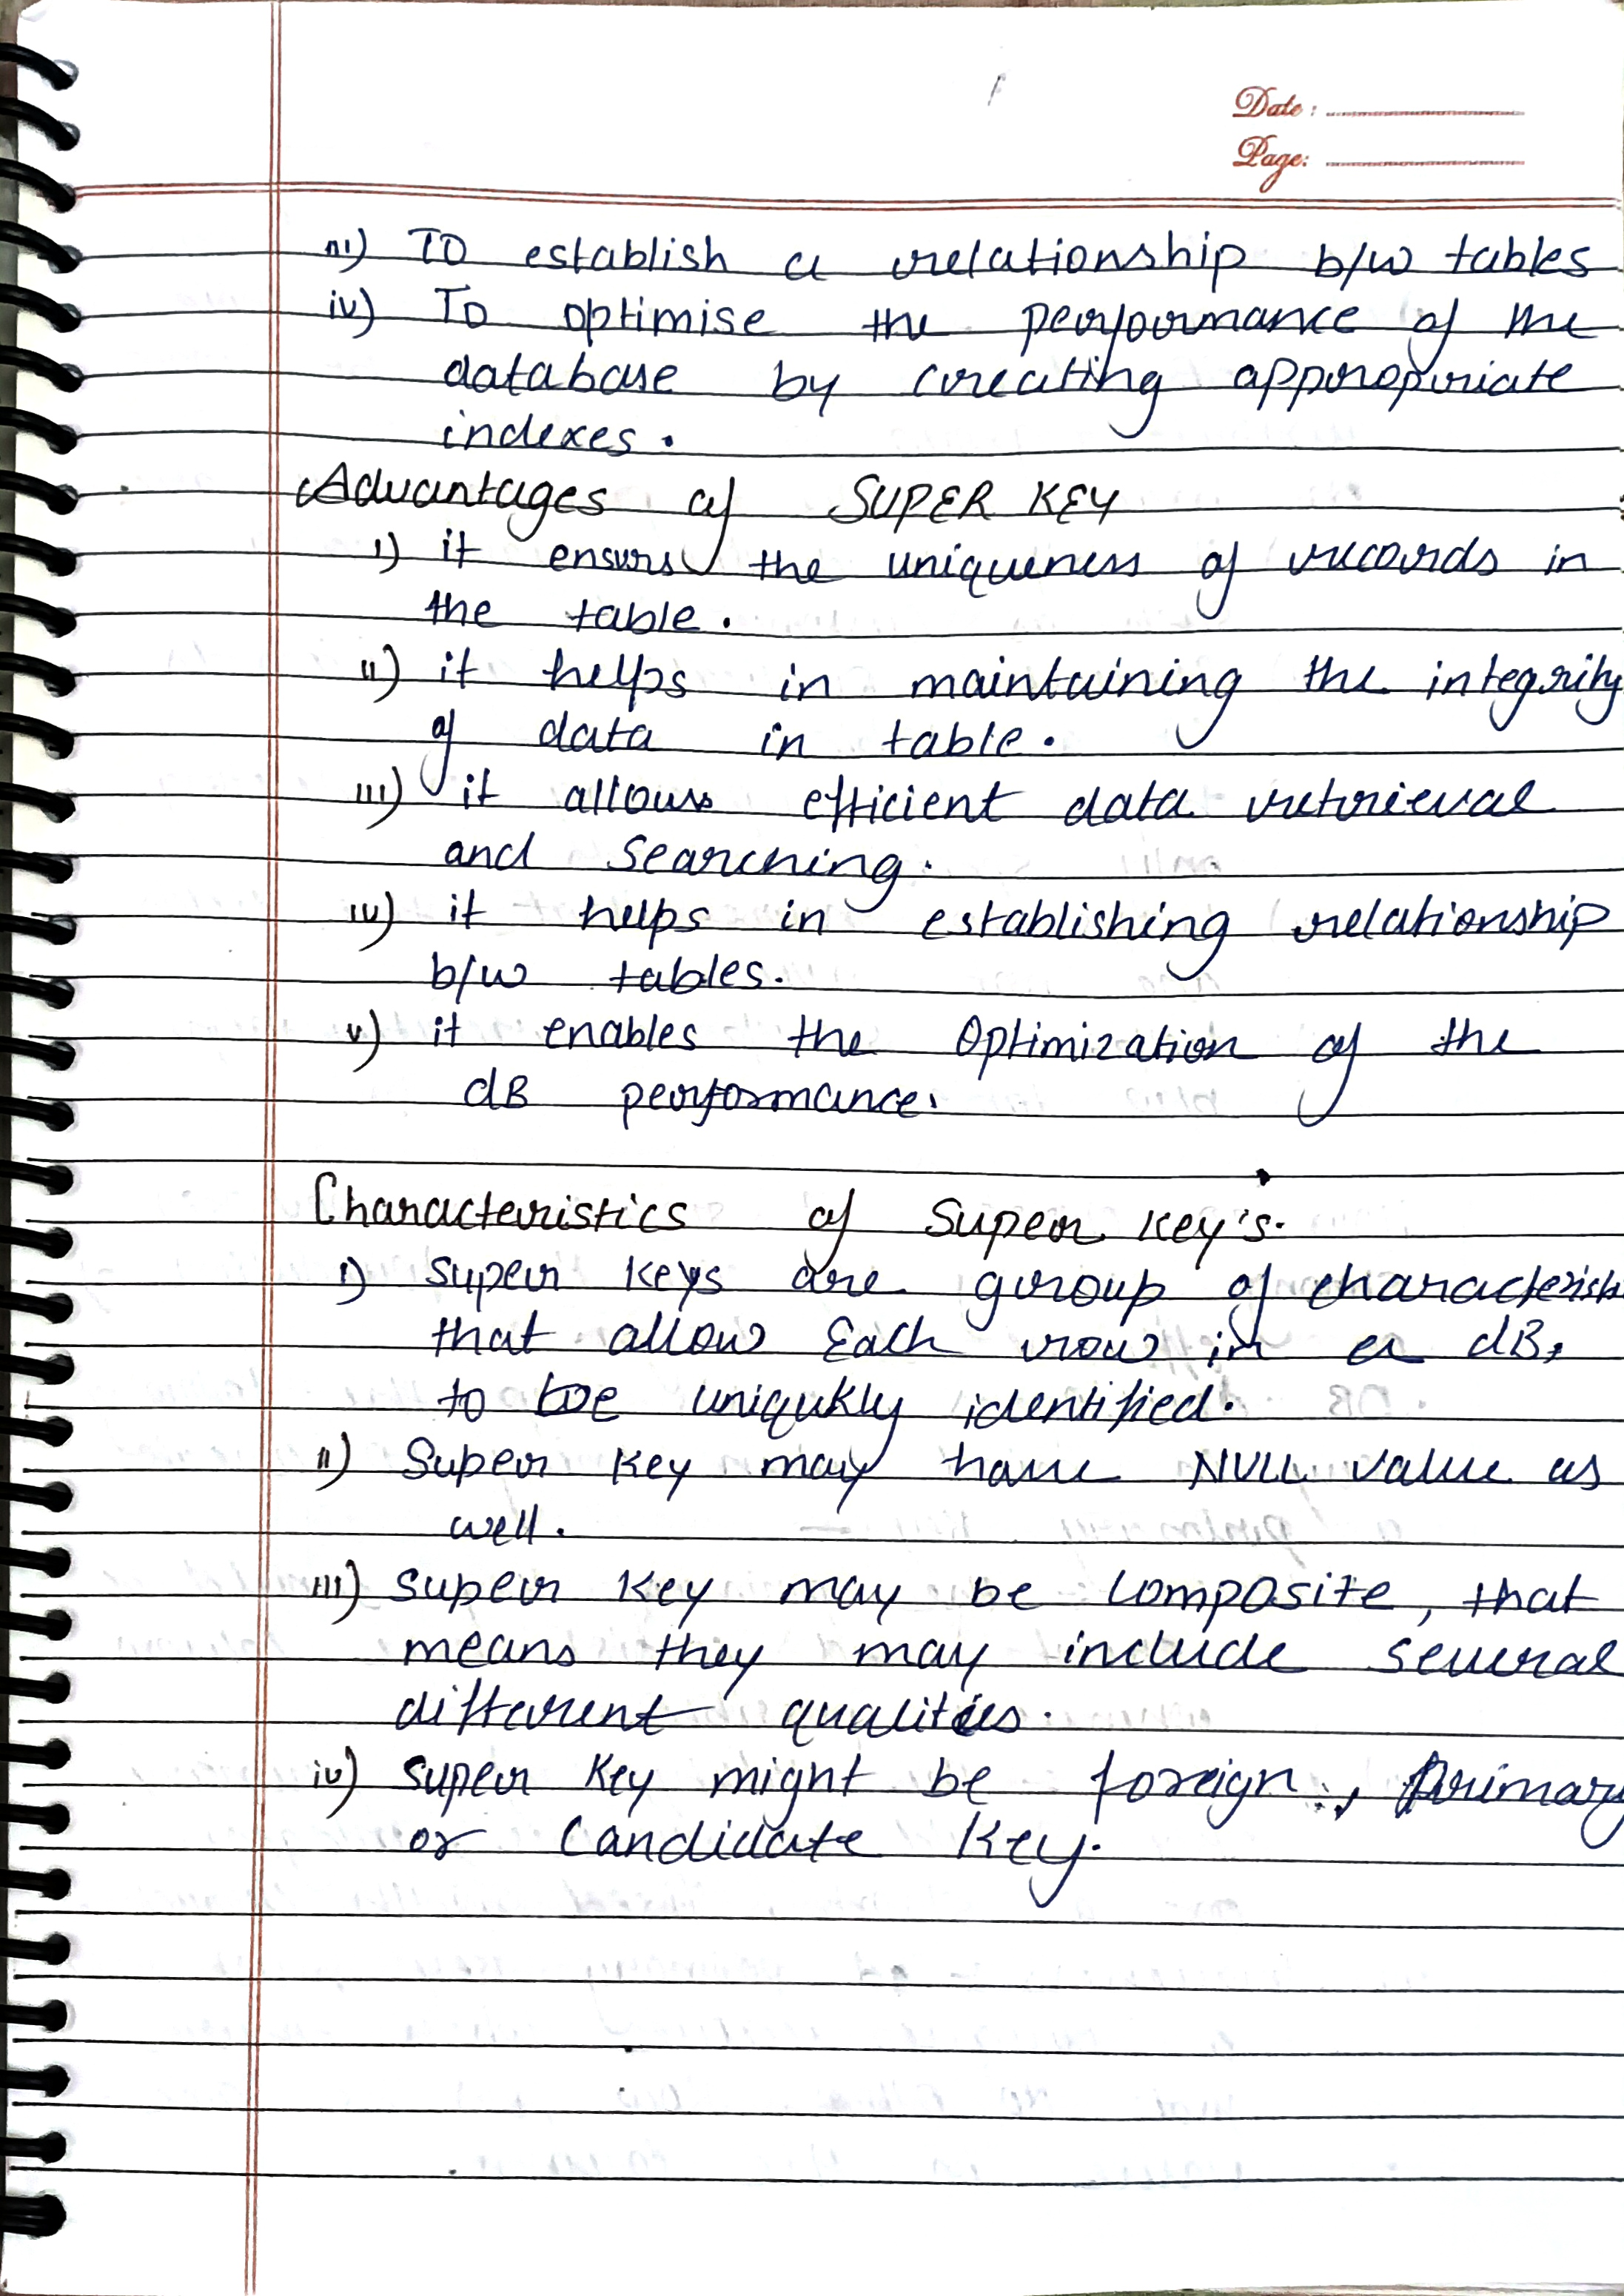 Date :
Page:
iii) TO establish a relationship b/w tables
iv) To optimise the performance of the
database by creating appropriate
indexes.
Advantages of SUPER KEY
i) it ensurs the uniqueness of records in
the table.
ii) it helps in maintaining the integrity
of data in table.
iii) it allows efficient data retrieval
and searching.
iv) it helps in establishing relationship
b/w tables.
v) it enables the Optimization of the
dB performance.
Characteristics of Super Key's.
i) super keys are group of characterists
that allow Each row in a dB,
to be uniqukly identified.
ii) Super Key may have NULL value as
well.
iii) super Key may be composite, that
means they may include several
different qualities.
iv) super Key might be foreign, primary
or Candidate Key.